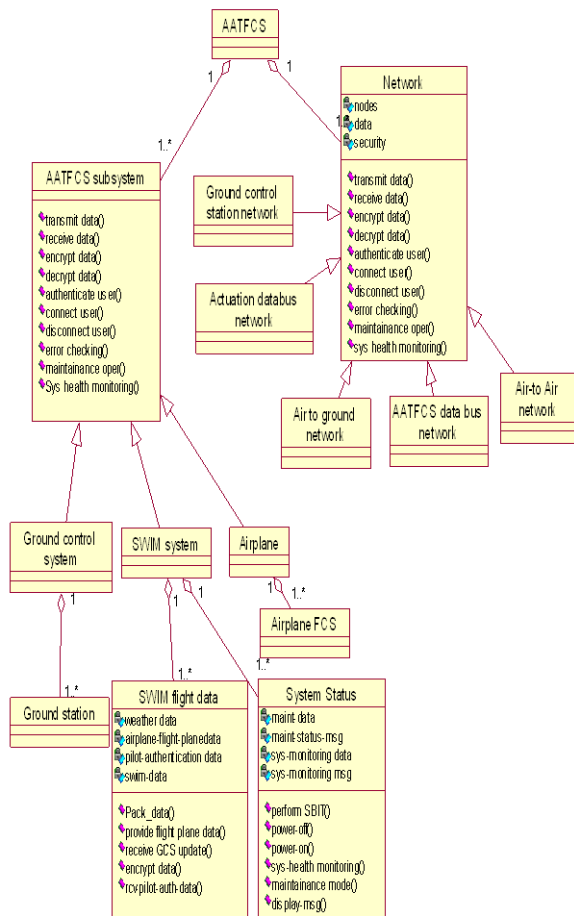 AATFCS
1
1
1..*
1
Network
nodes
data
security
transmit data()
receive data()
encrypt data()
decrypt data()
authenticate user()
connect user()
disconnect user()
error checking()
maintainance oper()
sys health monitoring()
AATFCS subsystem
transmit data()
receive data()
encrypt data()
decrypt data()
authenticate user()
connect user()
disconnect user()
error checking()
maintainance oper()
Sys health monitoring()
Ground control
station network
Actuation databus
network
Air to ground
network
AATFCS data bus
network
Air-to Air
network
Ground control
system
SWIM system
Airplane
1
1
1
1
1..*
Airplane FCS
1..*
1..*
1..*
Ground station
SWIM flight data
weather data
airplane-flight-planedata
pilot-authentication data
swim-data
Pack_data()
provide flight plane data()
receive GCS update()
encrypt data()
rcv-pilot-auth-data()
System Status
maint-data
maint-status-msg
sys-monitoring data
sys-monitoring msg
perform SBIT()
power-off()
power-on()
sys-health monitoring()
maintainance mode()
display-msg()